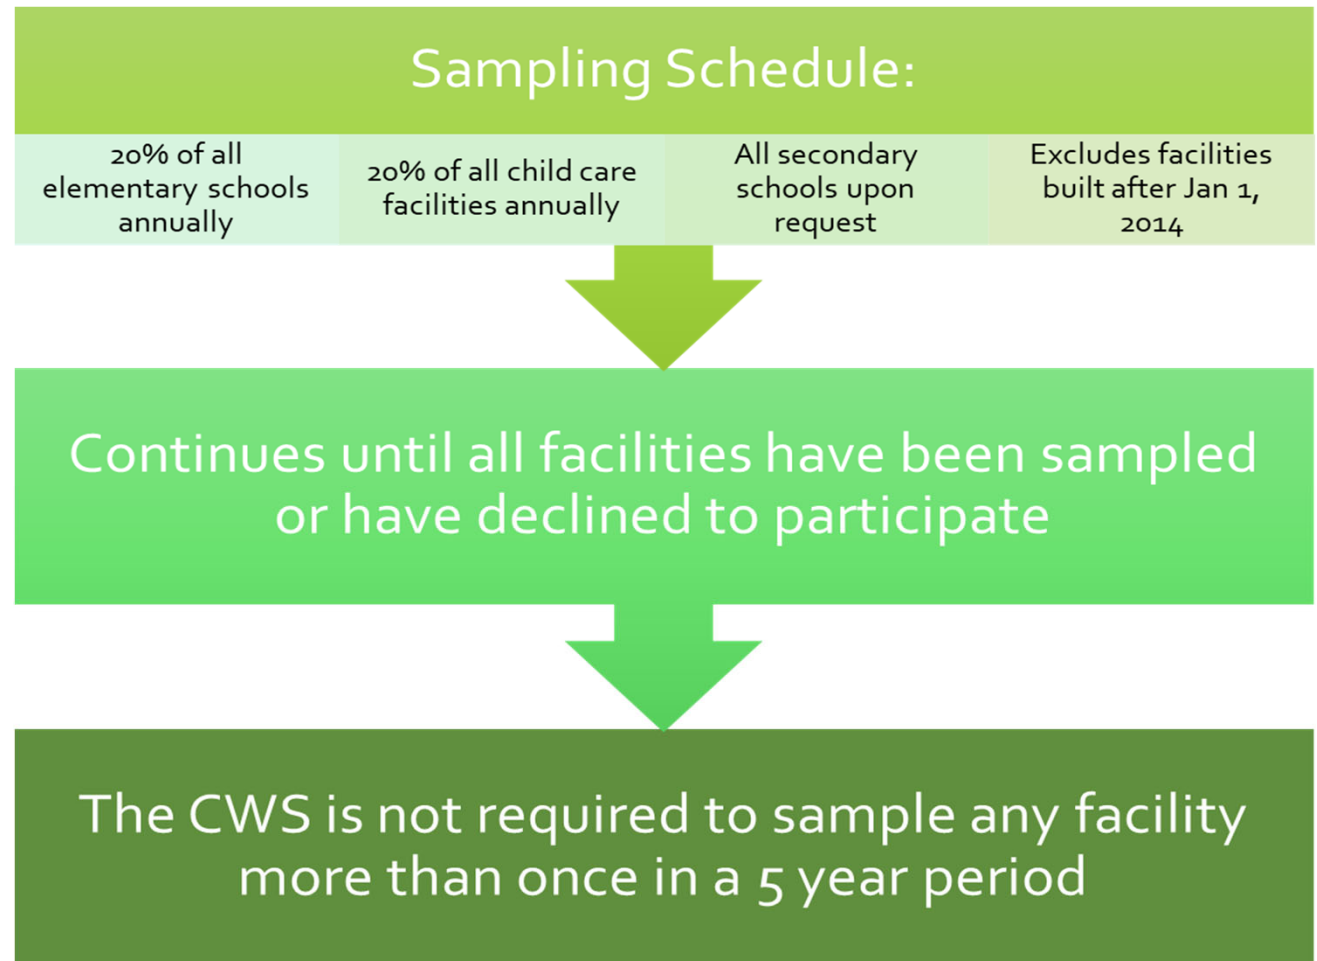 Sampling Schedule:
20% of all
elementary schools
annually
20% of all child care
facilities annually
All secondary
schools upon
request
Excludes facilities
built after Jan 1,
2014
Continues until all facilities have been sampled
or have declined to participate
The CWS is not required to sample any facility
more than once in a 5 year period